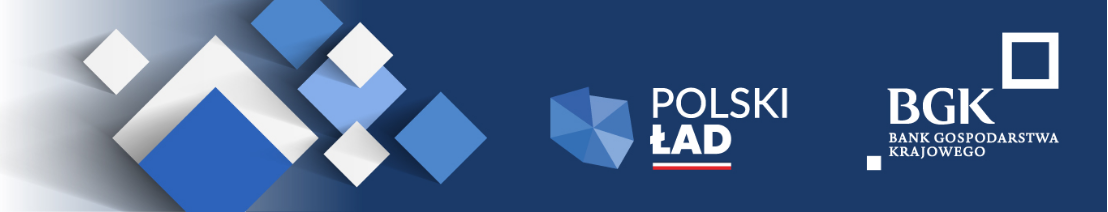 POLSKI
ŁAD
BGK
BANK GOSPODARSTWA
KRAJOWEGO